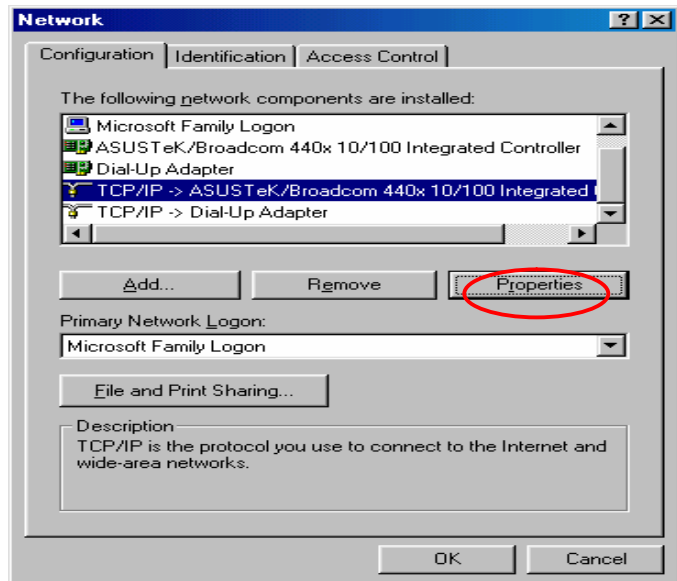 Network
Configuration Identification Access Control
The following network components are installed:
Microsoft Family Logon
ASUSTeK/Broadcom 440x 10/100 Integrated Controller
Dial-Up Adapter
TCP/IP -> ASUSTeK/Broadcom 440x 10/100 Integrated
TCP/IP -> Dial-Up Adapter
Add... Remove Properties
Primary Network Logon:
Microsoft Family Logon
File and Print Sharing...
Description
TCP/IP is the protocol you use to connect to the Internet and
wide-area networks.
OK Cancel